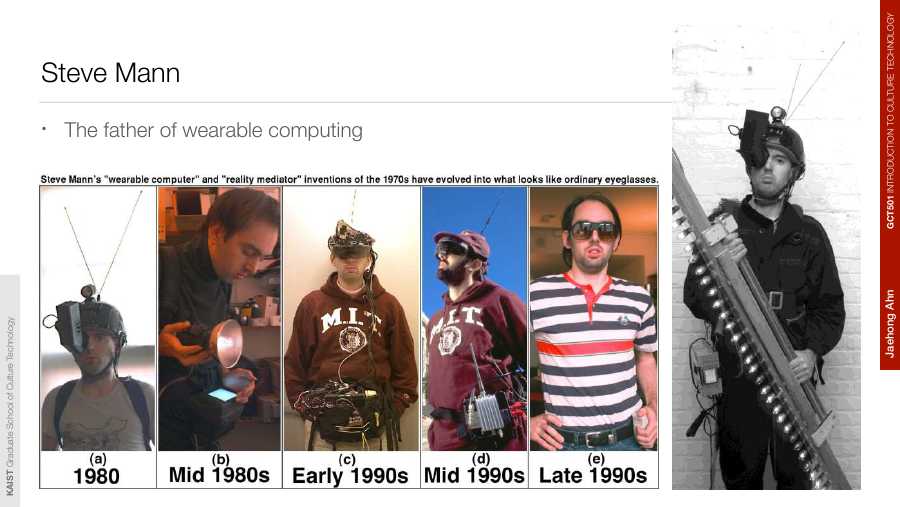 Steve Mann
• The father of wearable computing
Steve Mann's "wearable computer" and "reality mediator" inventions of the 1970s have evolved into what looks like ordinary eyeglasses.
M.I.T.
M.I.T.
(a)
1980
(b)
Mid 1980s
(c)
Early 1990s
(d)
Mid 1990s
(e)
Late 1990s
KAIST Graduate School of Culture Technology
GCT501 INTRODUCTION TO CULTURE TECHNOLOGY
Jaehong Ahn